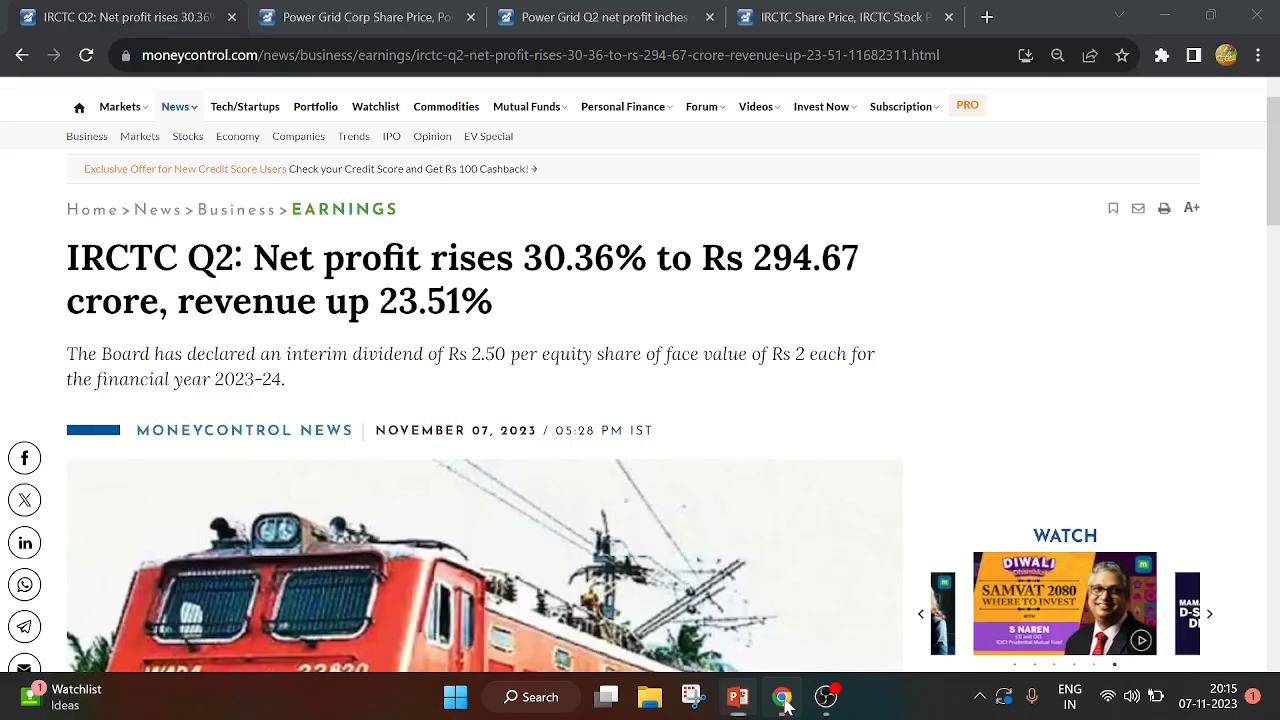 IRCTC Q2: Net profit rises 30.36%
Power Grid Corp Share Price, Po
Power Grid Q2 net profit inches
IRCTC Share Price, IRCTC Stock P
moneycontrol.com/news/business/earnings/irctc-q2-net-profit-rises-30-36-to-rs-294-67-crore-revenue-up-23-51-11682311.html
Markets News Tech/Startups Portfolio Watchlist Commodities Mutual Funds Personal Finance Forum Videos Invest Now Subscription PRO
Business Markets Stocks Economy Companies Trends IPO Opinion EV Special
Exclusive Offer for New Credit Score Users Check your Credit Score and Get Rs 100 Cashback! →
Home > News > Business > EARNINGS
A+
IRCTC Q2: Net profit rises 30.36% to Rs 294.67
crore, revenue up 23.51%
The Board has declared an interim dividend of Rs 2.50 per equity share of face value of Rs 2 each for
the financial year 2023-24.
MONEYCONTROL NEWS | NOVEMBER 07, 2023 / 05:28 PM IST
WATCH
DIWALI
SAMVAT 2080
WHERE TO INVEST
WITH
S NAREN
ICICI Prudential Mutual Fund
WADA
1
Watchlist
Ideas
Search
ENG
IN
20:15
07-11-2023
1